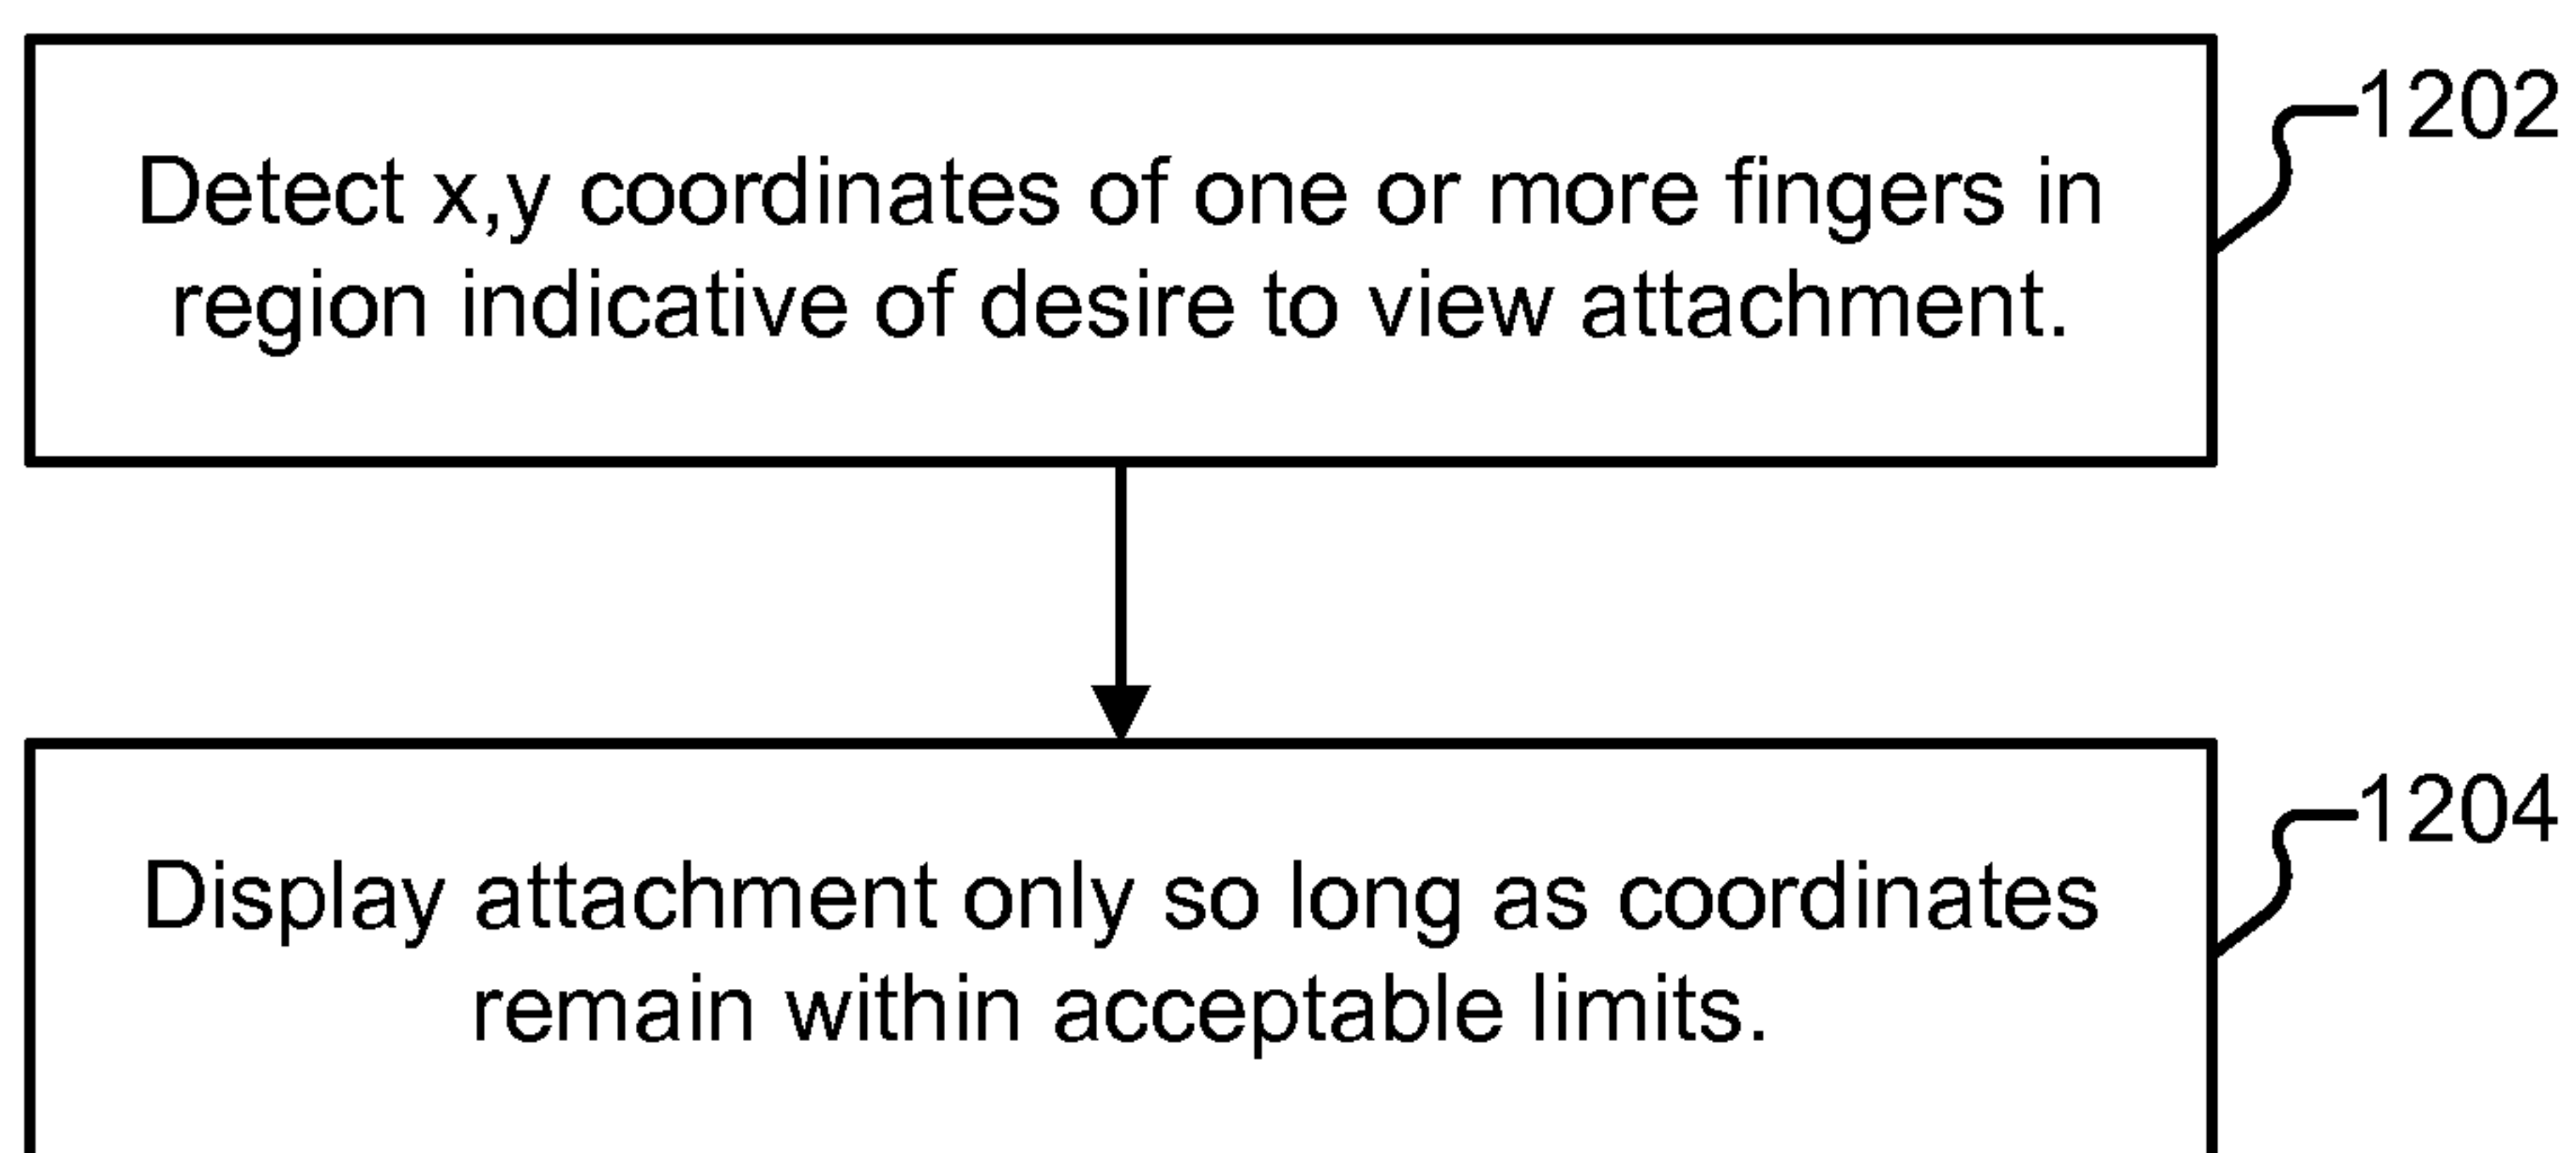 1202
Detect x,y coordinates of one or more fingers in
region indicative of desire to view attachment.
1204
Display attachment only so long as coordinates
remain within acceptable limits.